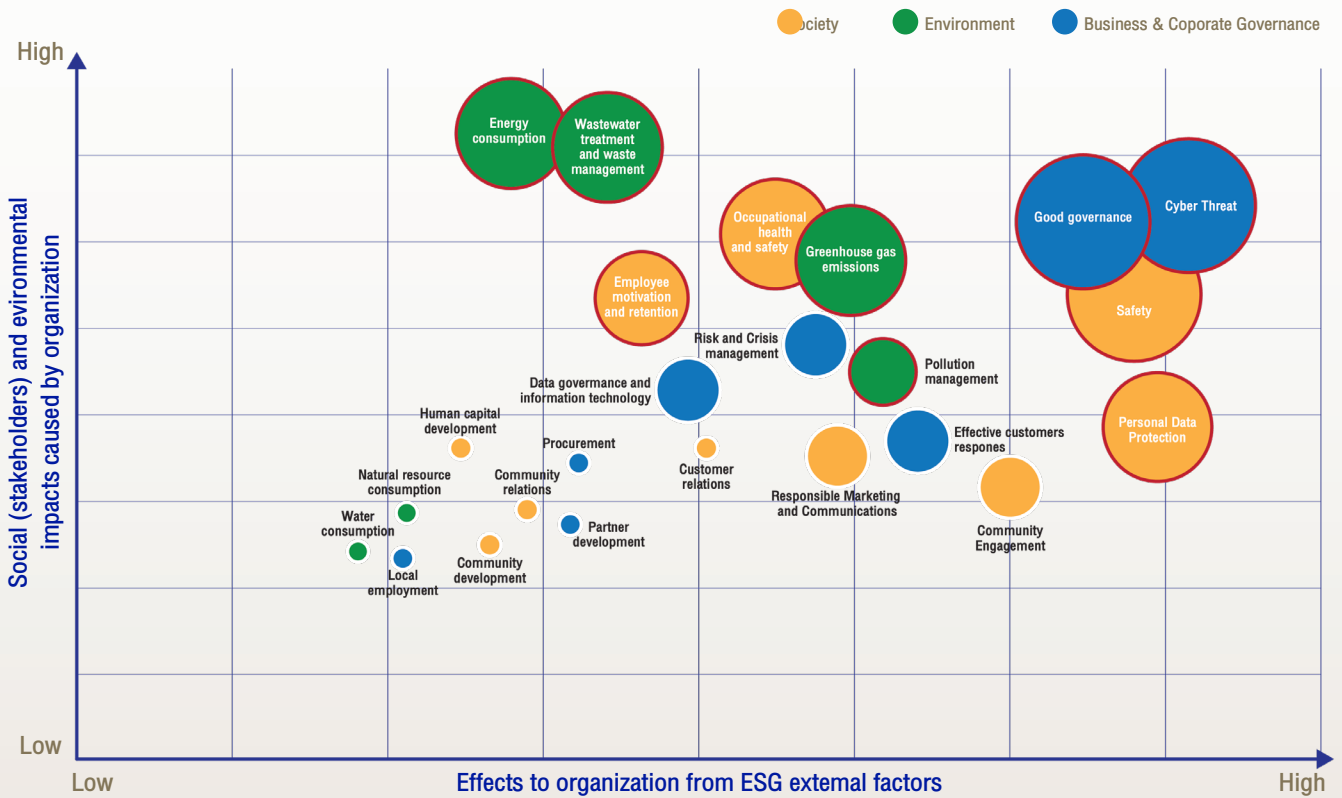 ociety
Environment
Business & Coporate Governance
High
Social (stakeholders) and evironmental
impacts caused by organization
Energy
consumption
Wastewater
treatment
and waste
management
Occupational
health
and safety
Greenhouse gas
emissions
Good governance
Cyber Threat
Safety
Employee
motivation
and retention
Risk and Crisis
management
Pollution
management
Data governance and
information technology
Personal Data
Protection
Human capital
development
Procurement
Effective customers
respones
Customer
relations
Natural resource
consumption
Community
relations
Responsible Marketing
and Communications
Water
consumption
Partner
development
Community
Engagement
Community
development
Local
employment
Low
Low
Effects to organization from ESG external factors
High